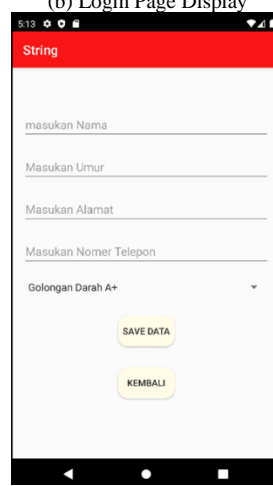 (b) Login Page Display
5:13
String
masukan Nama
Masukan Umur
Masukan Alamat
Masukan Nomer Telepon
Golongan Darah A+
SAVE DATA
KEMBALI